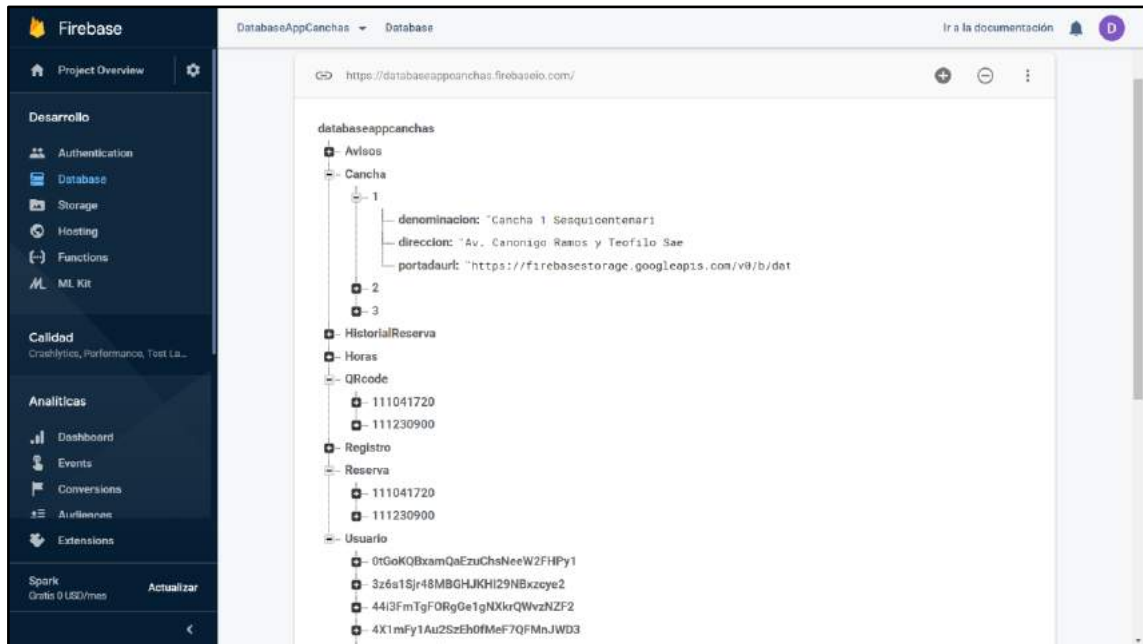 Firebase
DatabaseAppCanchas Database
Ir a la documentación
D
Project Overview
https://databaseappcanchas.firebaseio.com/
Desarrollo
Authentication
Database
Storage
Hosting
Functions
ML Kit
Calidad
Crashlytics, Performance, Test La...
Analíticas
Dashboard
Events
Conversions
Audiences
Extensions
Spark
Gratis 0 USD/mes
Actualizar
databaseappcanchas
Avisos
Cancha
1
denominacion: "Cancha 1 Sesquicentenari
direccion: "Av. Canonigo Ramos y Teofilo Sae
portadaurl: "https://firebasestorage.googleapis.com/v0/b/dat
2
3
HistorialReserva
Horas
QRcode
111041720
111230900
Registro
Reserva
111041720
111230900
Usuario
0tGoKQBxamQaEzuChsNeeW2FHPy1
3z6s1Sjr48MBGHJKHI29NBxzcye2
44i3FmTgFORgGe1gNXkrQWvzNZF2
4X1mFy1Au2SzEh0fMeF7QFMnJWD3